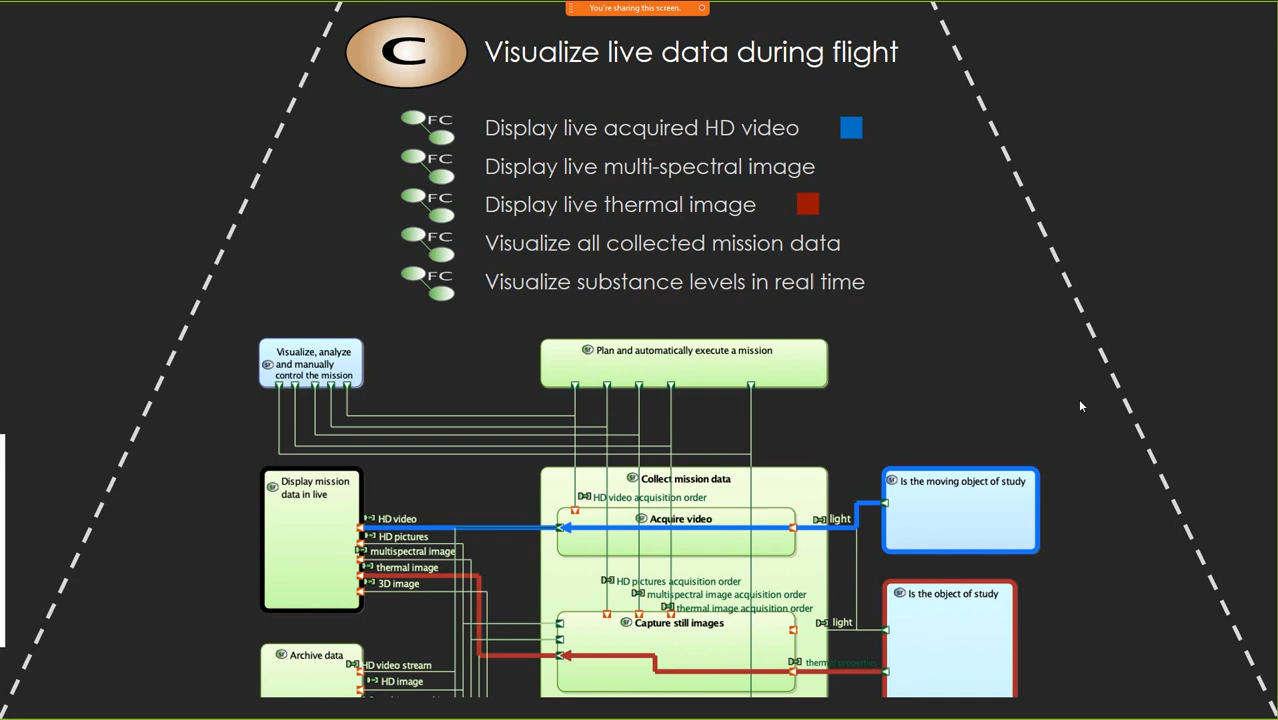 You're sharing this screen.
C
Visualize live data during flight
FC
Display live acquired HD video
FC
Display live multi-spectral image
FC
Display live thermal image
FC
Visualize all collected mission data
FC
Visualize substance levels in real time
Visualize, analyze
and manually
control the mission
Plan and automatically execute a mission
Display mission
data in live
Collect mission data
Is the moving object of study
HD video acquisition order
HD video
Acquire video
light
HD pictures
multispectral image
thermal image
3D image
HD pictures acquisition order
multispectral image acquisition order
thermal image acquisition order
Is the object of study
Capture still images
light
Archive data
HD video stream
HD image
thermal properties